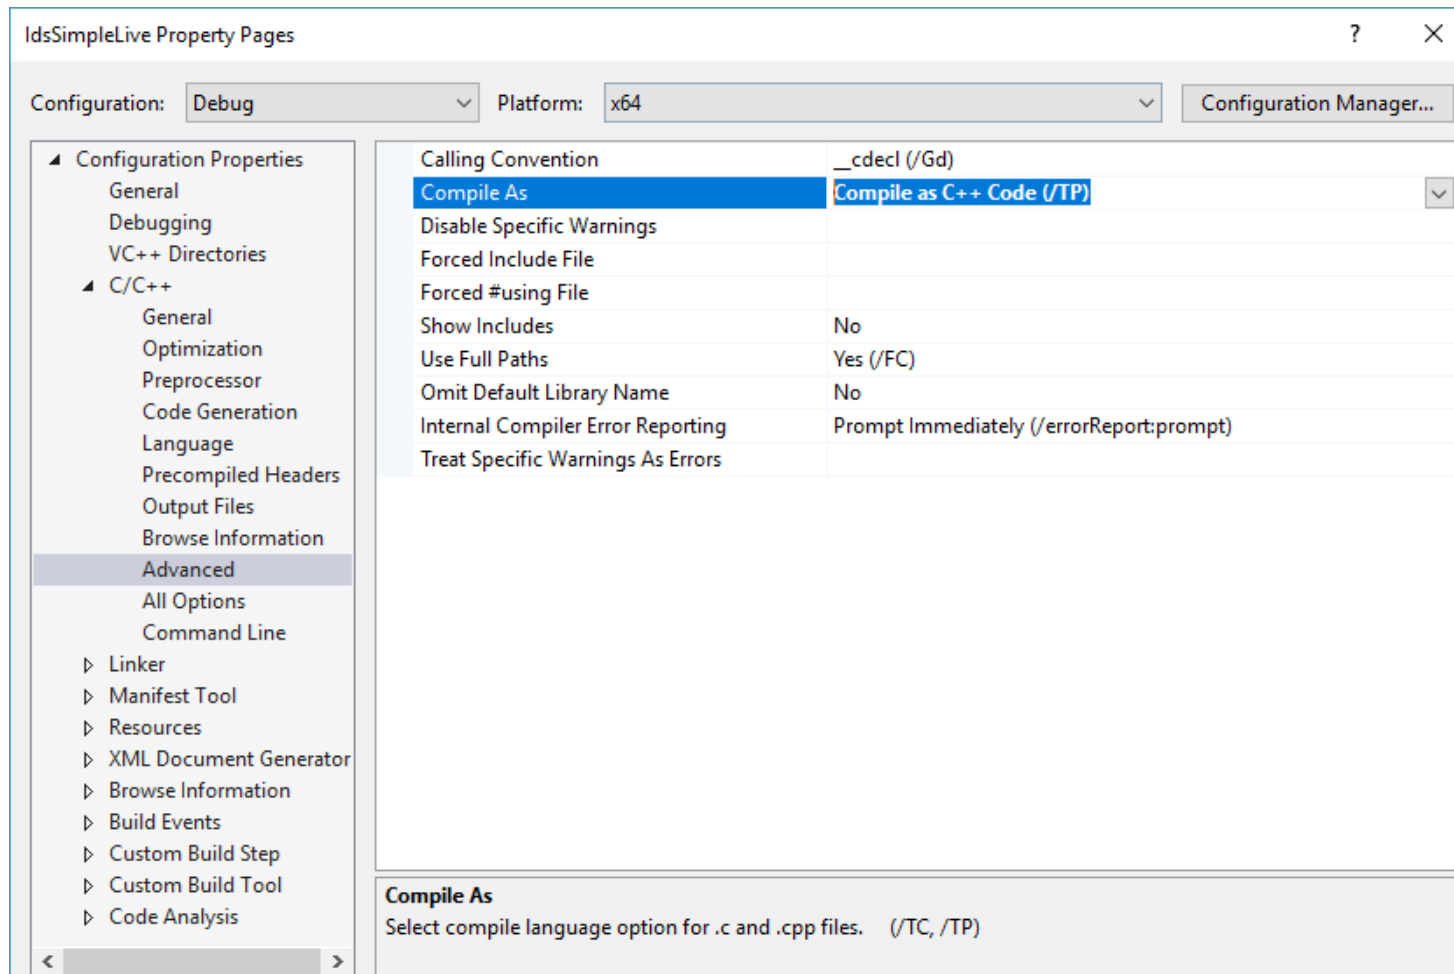 IdsSimpleLive Property Pages
?
Configuration: Debug Platform: x64 Configuration Manager...
Configuration Properties
General
Debugging
VC++ Directories
C/C++
General
Optimization
Preprocessor
Code Generation
Language
Precompiled Headers
Output Files
Browse Information
Advanced
All Options
Command Line
Linker
Manifest Tool
Resources
XML Document Generator
Browse Information
Build Events
Custom Build Step
Custom Build Tool
Code Analysis
Calling Convention __cdecl (/Gd)
Compile As Compile as C++ Code (/TP)
Disable Specific Warnings
Forced Include File
Forced #using File
Show Includes No
Use Full Paths Yes (/FC)
Omit Default Library Name No
Internal Compiler Error Reporting Prompt Immediately (/errorReport:prompt)
Treat Specific Warnings As Errors
Compile As
Select compile language option for .c and .cpp files. (/TC, /TP)